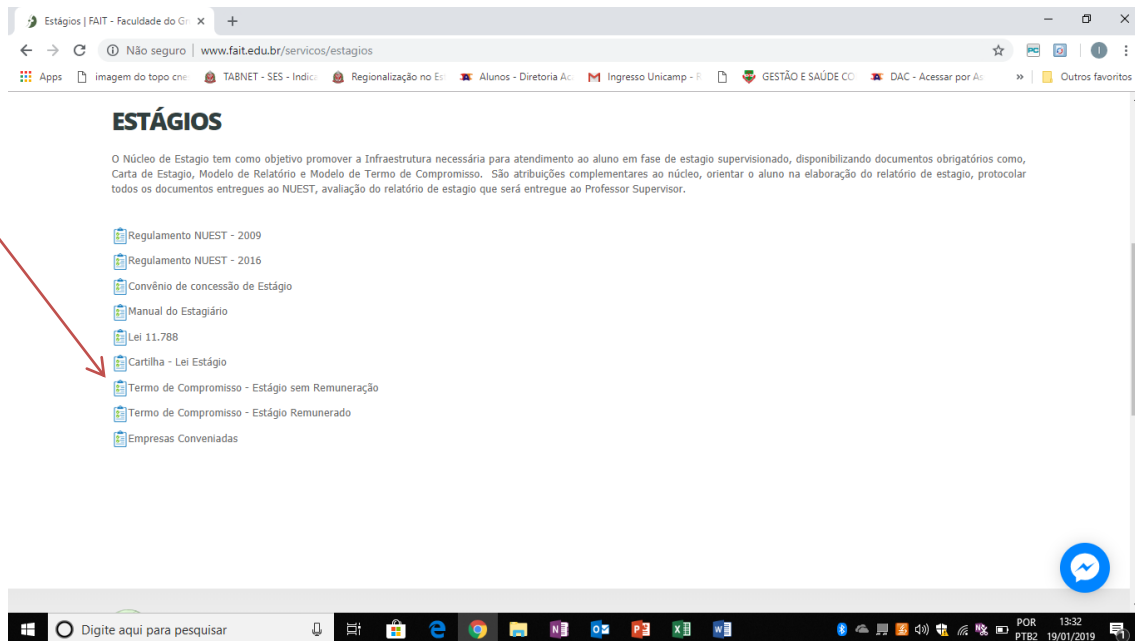 Estágios | FAIT - Faculdade do Gr
Não seguro | www.fait.edu.br/servicos/estagios
Apps imagem do topo cne TABNET - SES - Indica Regionalização no Es Alunos - Diretoria Ac Ingresso Unicamp - R GESTÃO E SAÚDE CO DAC - Acessar por As » Outros favoritos
ESTÁGIOS
O Núcleo de Estagio tem como objetivo promover a Infraestrutura necessária para atendimento ao aluno em fase de estagio supervisionado, disponibilizando documentos obrigatórios como,
Carta de Estagio, Modelo de Relatório e Modelo de Termo de Compromisso. São atribuições complementares ao núcleo, orientar o aluno na elaboração do relatório de estagio, protocolar
todos os documentos entregues ao NUEST, avaliação do relatório de estagio que será entregue ao Professor Supervisor.
Regulamento NUEST - 2009
Regulamento NUEST - 2016
Convênio de concessão de Estágio
Manual do Estagiário
Lei 11.788
Cartilha - Lei Estágio
Termo de Compromisso - Estágio sem Remuneração
Termo de Compromisso - Estágio Remunerado
Empresas Conveniadas
Digite aqui para pesquisar
POR 13:32
PTB2 19/01/2019